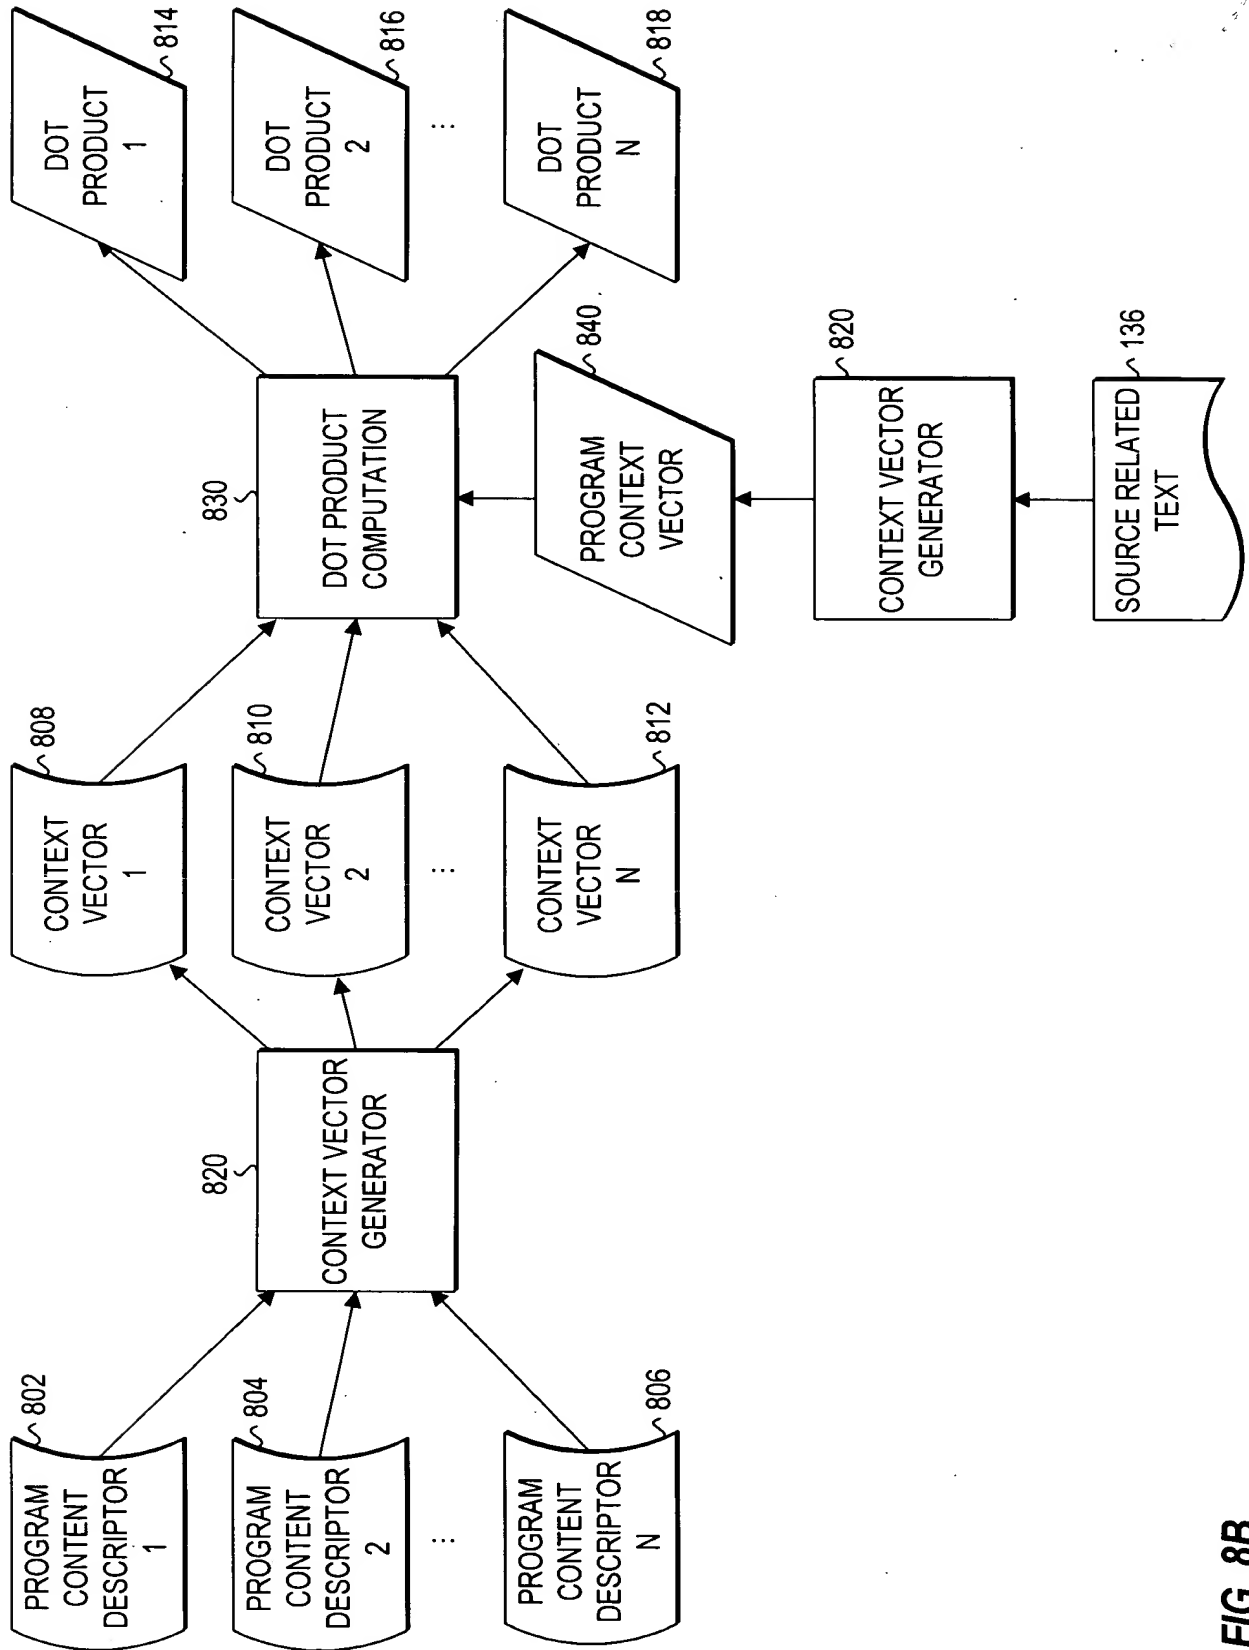 PROGRAM
CONTENT
DESCRIPTOR
1
802
PROGRAM
CONTENT
DESCRIPTOR
2
804
...
PROGRAM
CONTENT
DESCRIPTOR
N
806
820
CONTEXT VECTOR
GENERATOR
CONTEXT
VECTOR
1
808
CONTEXT
VECTOR
2
810
...
CONTEXT
VECTOR
N
812
830
DOT PRODUCT
COMPUTATION
DOT
PRODUCT
1
814
DOT
PRODUCT
2
816
...
DOT
PRODUCT
N
818
PROGRAM
CONTEXT
VECTOR
840
CONTEXT VECTOR
GENERATOR
820
SOURCE RELATED
TEXT
136
FIG. 8B